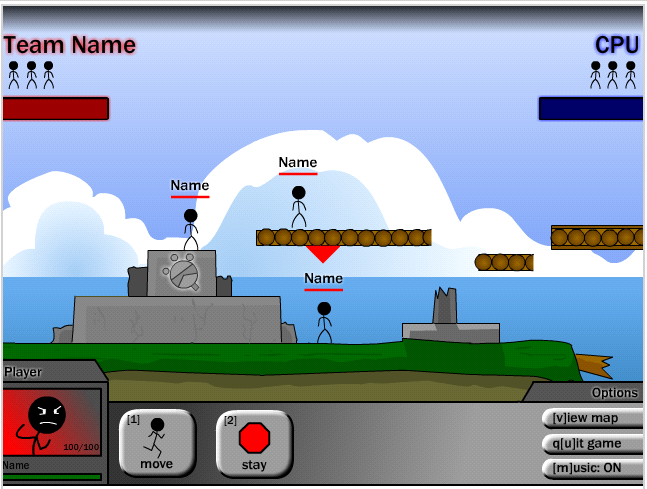 Team Name
CPU
Name
Name
Name
Player
100/100
Name
[1]
move
[2]
stay
Options
[v]iew map
q[u]it game
[m]usic: ON